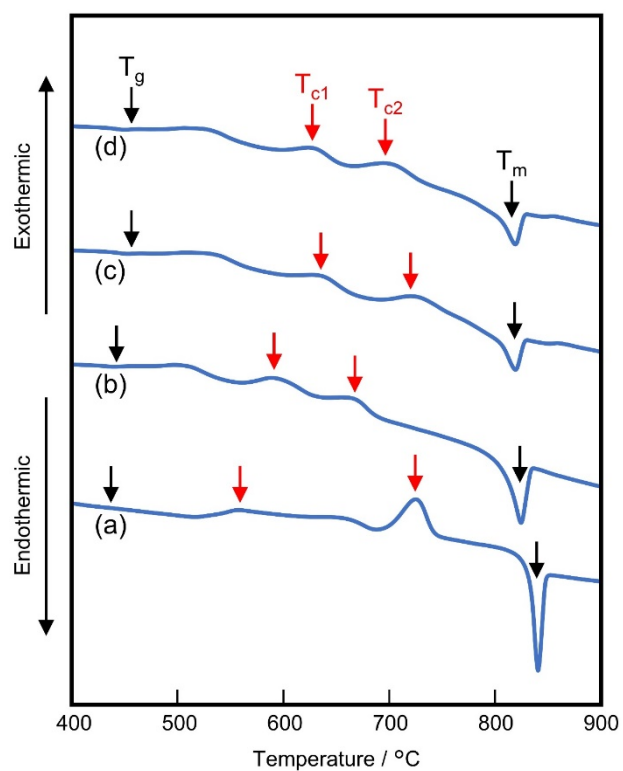 Tg
Tc1
Tc2
Tm
(d)
(c)
(b)
(a)
Exothermic
Endothermic
400 500 600 700 800 900
Temperature / °C